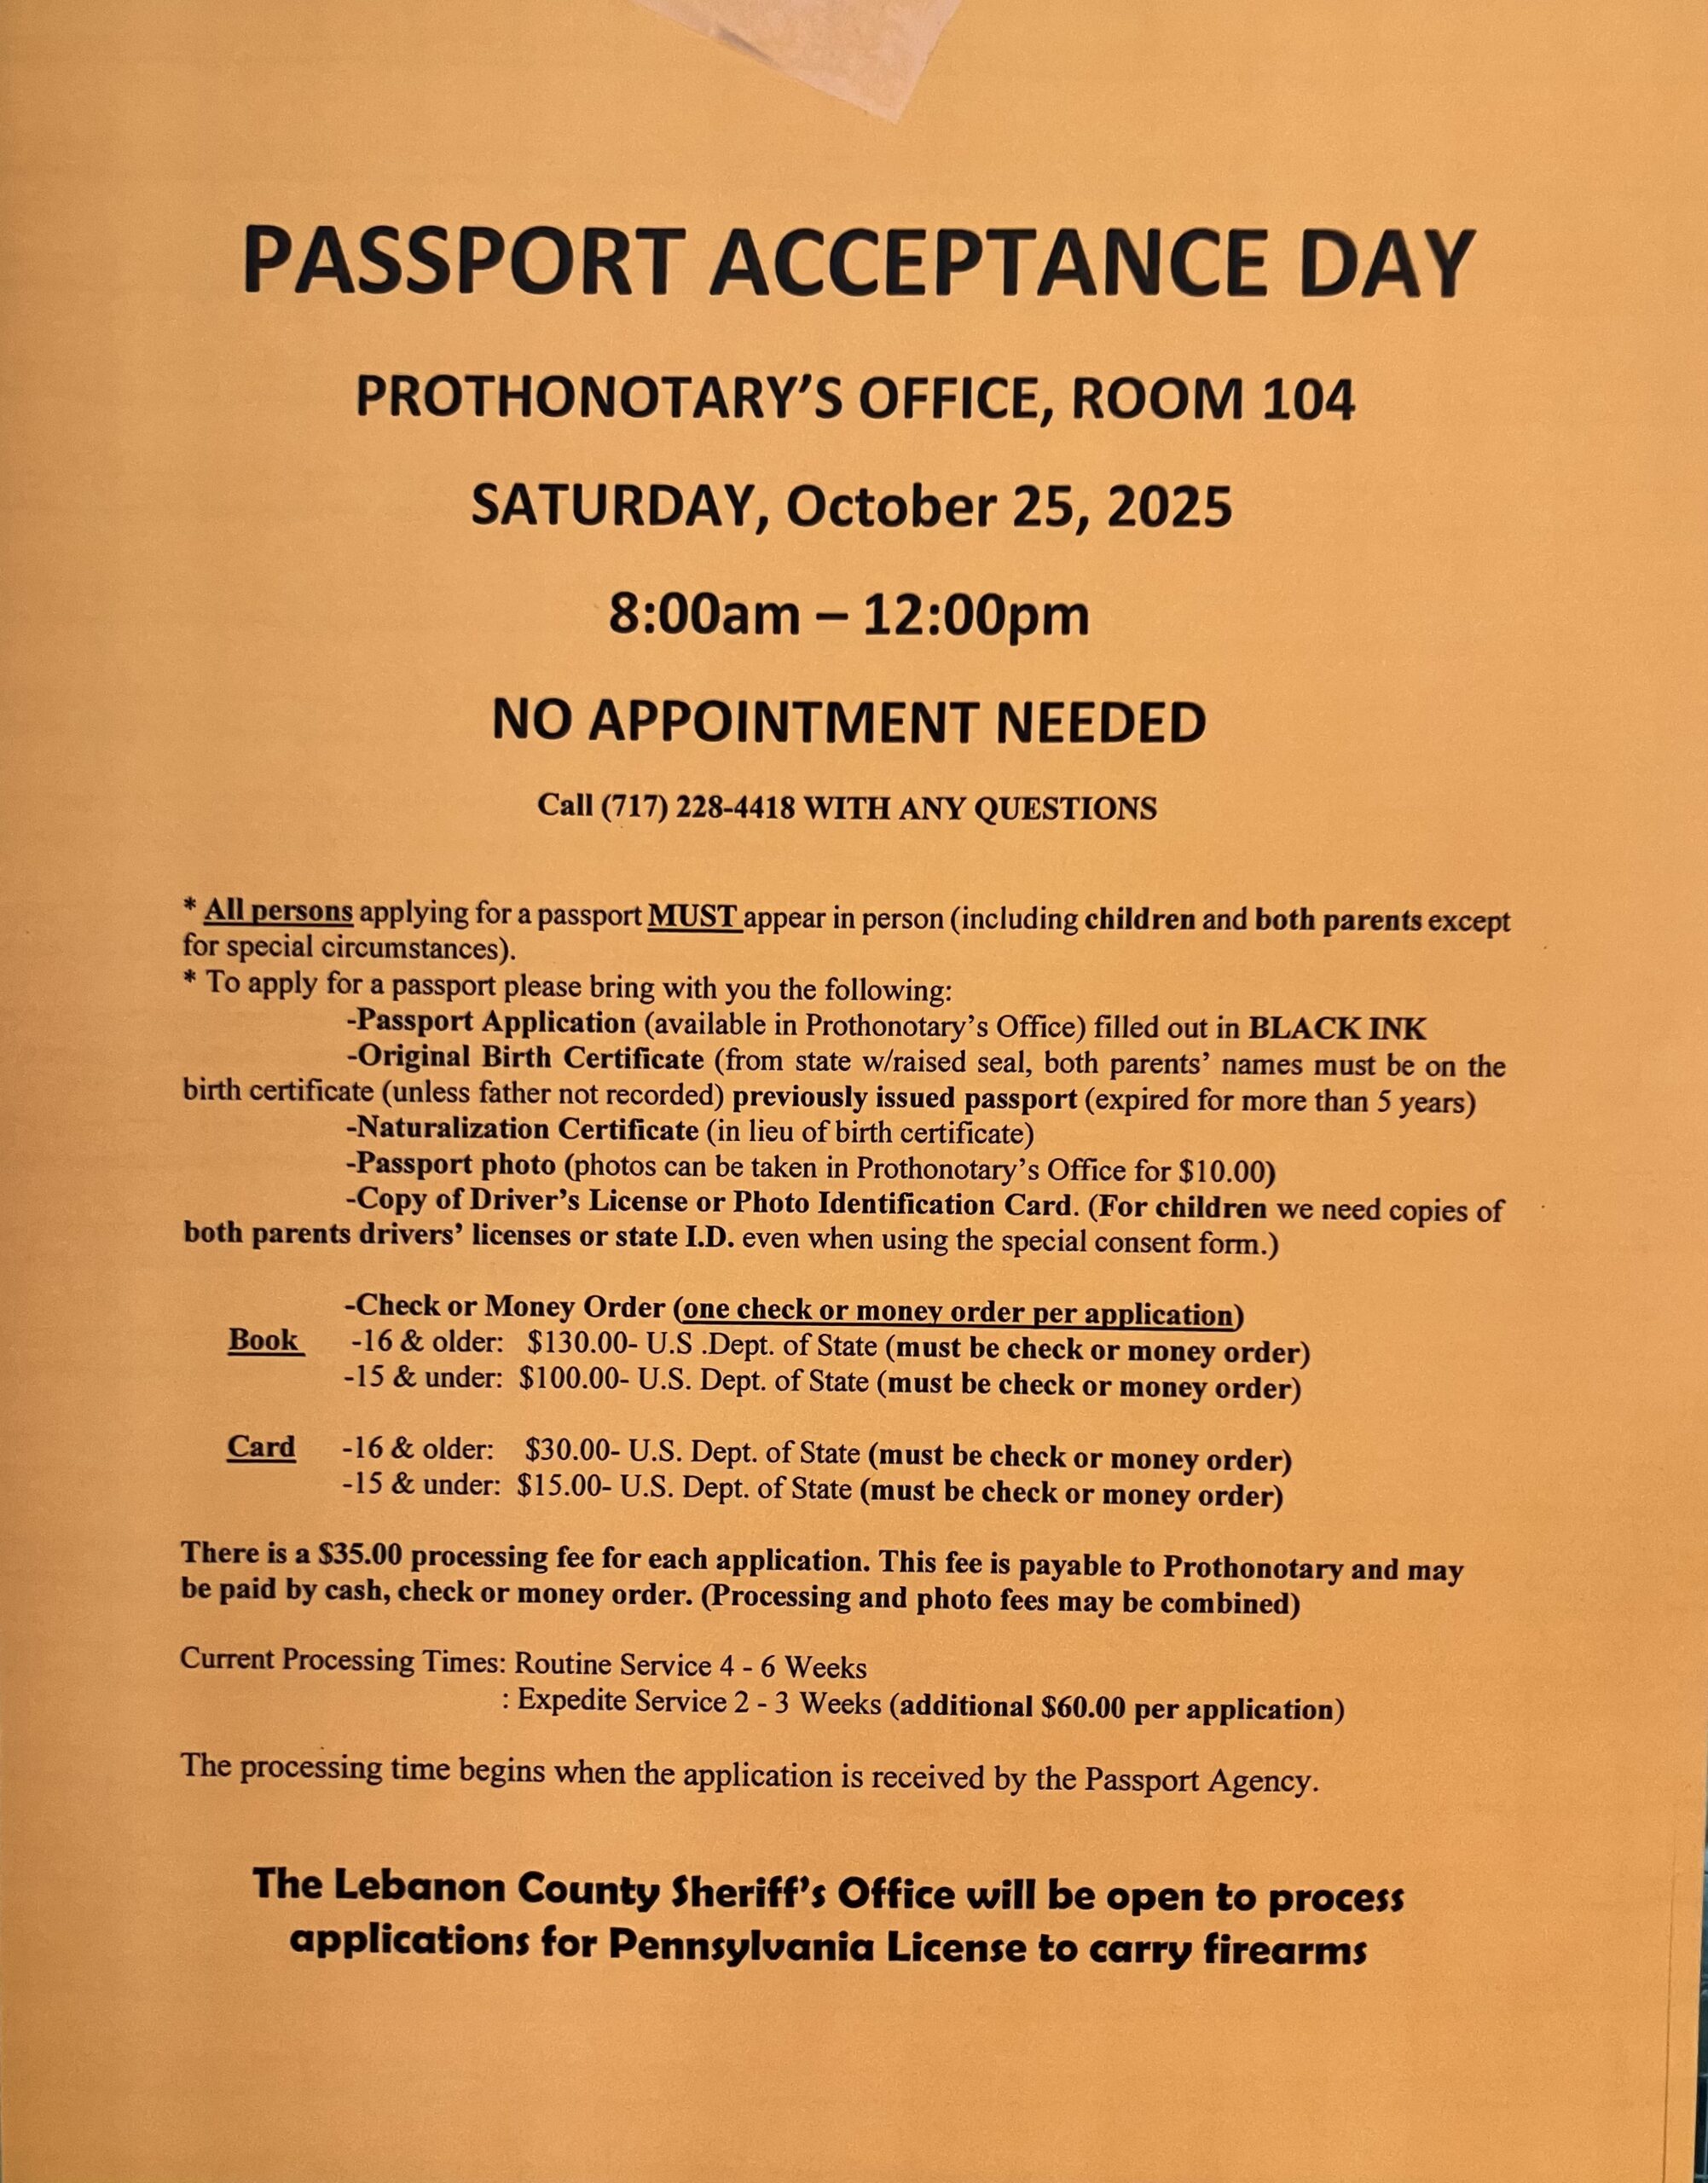 PASSPORT ACCEPTANCE DAY
PROTHONOTARY'S OFFICE, ROOM 104
SATURDAY, October 25, 2025
8:00am – 12:00pm
NO APPOINTMENT NEEDED
Call (717) 228-4418 WITH ANY QUESTIONS
* All persons applying for a passport MUST appear in person (including children and both parents except
for special circumstances).
* To apply for a passport please bring with you the following:
-Passport Application (available in Prothonotary's Office) filled out in BLACK INK
-Original Birth Certificate (from state w/raised seal, both parents' names must be on the
birth certificate (unless father not recorded) previously issued passport (expired for more than 5 years)
-Naturalization Certificate (in lieu of birth certificate)
-Passport photo (photos can be taken in Prothonotary's Office for $10.00)
-Copy of Driver's License or Photo Identification Card. (For children we need copies of
both parents drivers' licenses or state I.D. even when using the special consent form.)
-Check or Money Order (one check or money order per application)
Book -16 & older: $130.00- U.S .Dept. of State (must be check or money order)
-15 & under: $100.00- U.S. Dept. of State (must be check or money order)
Card -16 & older: $30.00- U.S. Dept. of State (must be check or money order)
-15 & under: $15.00- U.S. Dept. of State (must be check or money order)
There is a $35.00 processing fee for each application. This fee is payable to Prothonotary and may
be paid by cash, check or money order. (Processing and photo fees may be combined)
Current Processing Times: Routine Service 4 - 6 Weeks
: Expedite Service 2 - 3 Weeks (additional $60.00 per application)
The processing time begins when the application is received by the Passport Agency.
The Lebanon County Sheriff's Office will be open to process
applications for Pennsylvania License to carry firearms